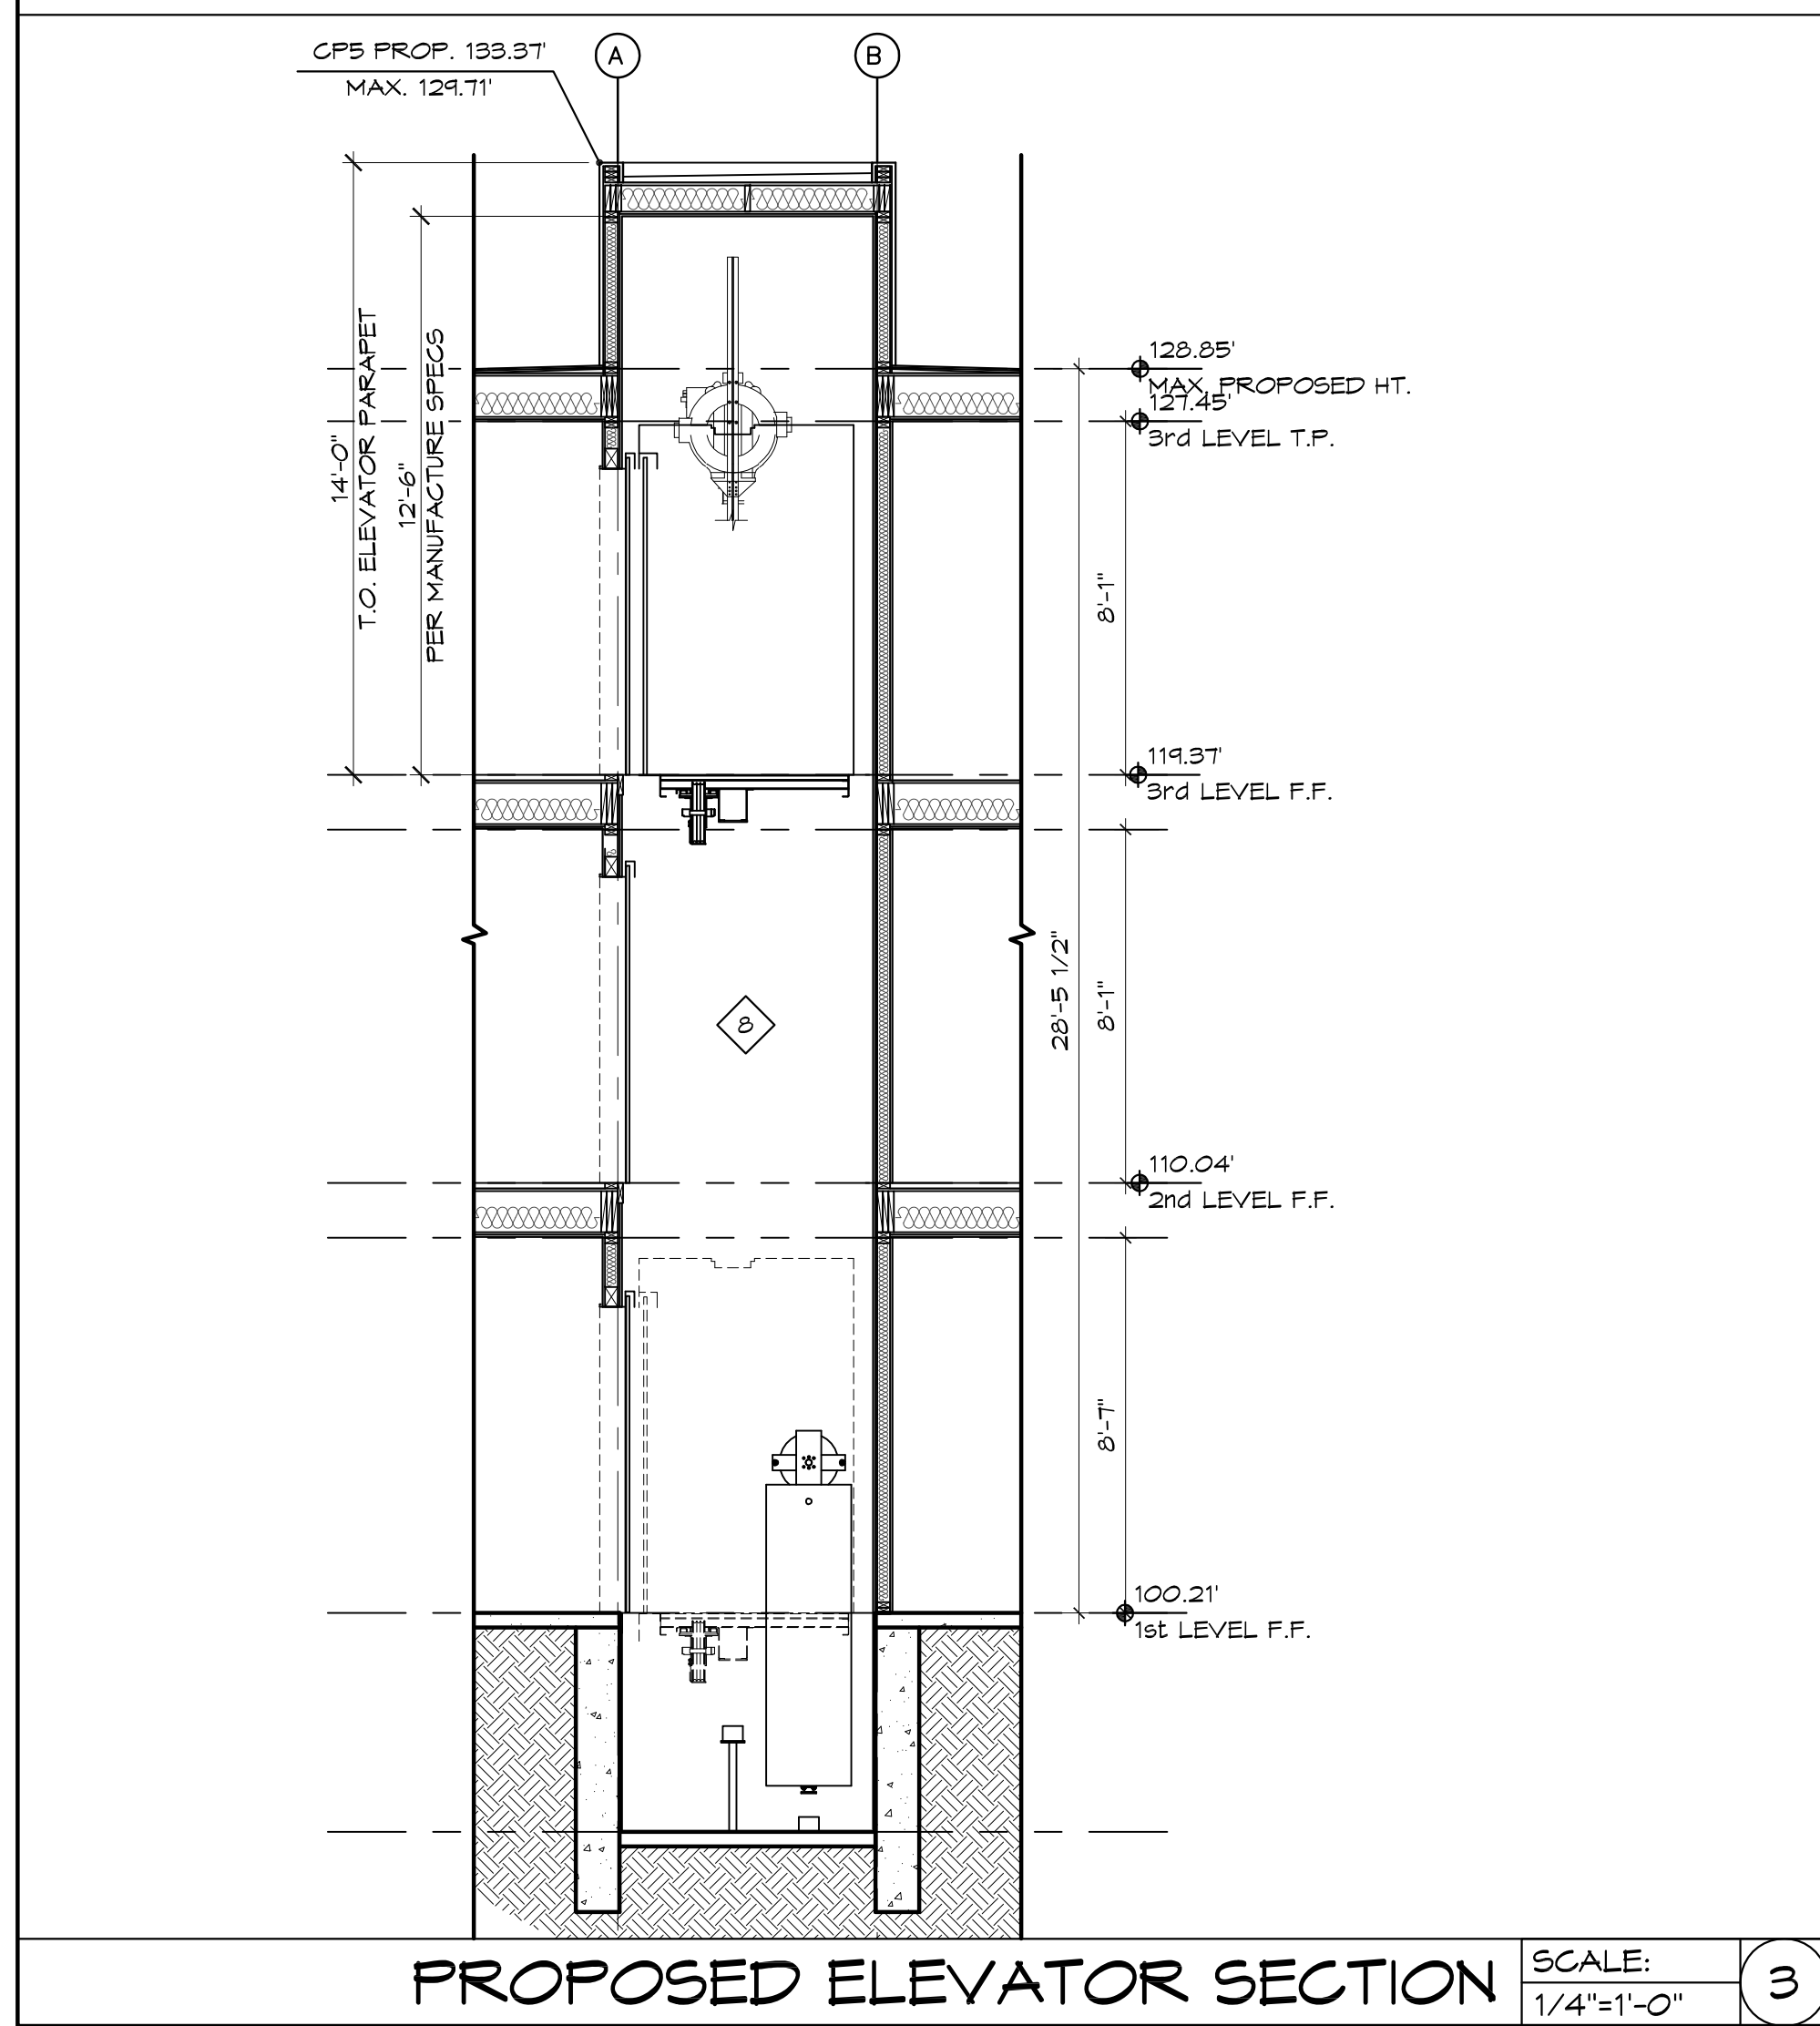 CP5 PROP. 133.37'
MAX. 129.71'
A
B
128.85'
MAX. PROPOSED HT.
127.45'
3rd LEVEL T.P.
14'-0"
T.O. ELEVATOR PARAPET
12'-6"
PER MANUFACTURE SPECS
8'-1"
119.37'
3rd LEVEL F.F.
28'-5 1/2"
8'-1"
8
110.04'
2nd LEVEL F.F.
8'-7"
100.21'
1st LEVEL F.F.
PROPOSED ELEVATOR SECTION
SCALE:
1/4"=1'-0"
3